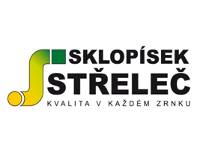 SKLOPÍSEK
STŘELEČ
KVALITA V KAŽDÉM ZRNKU